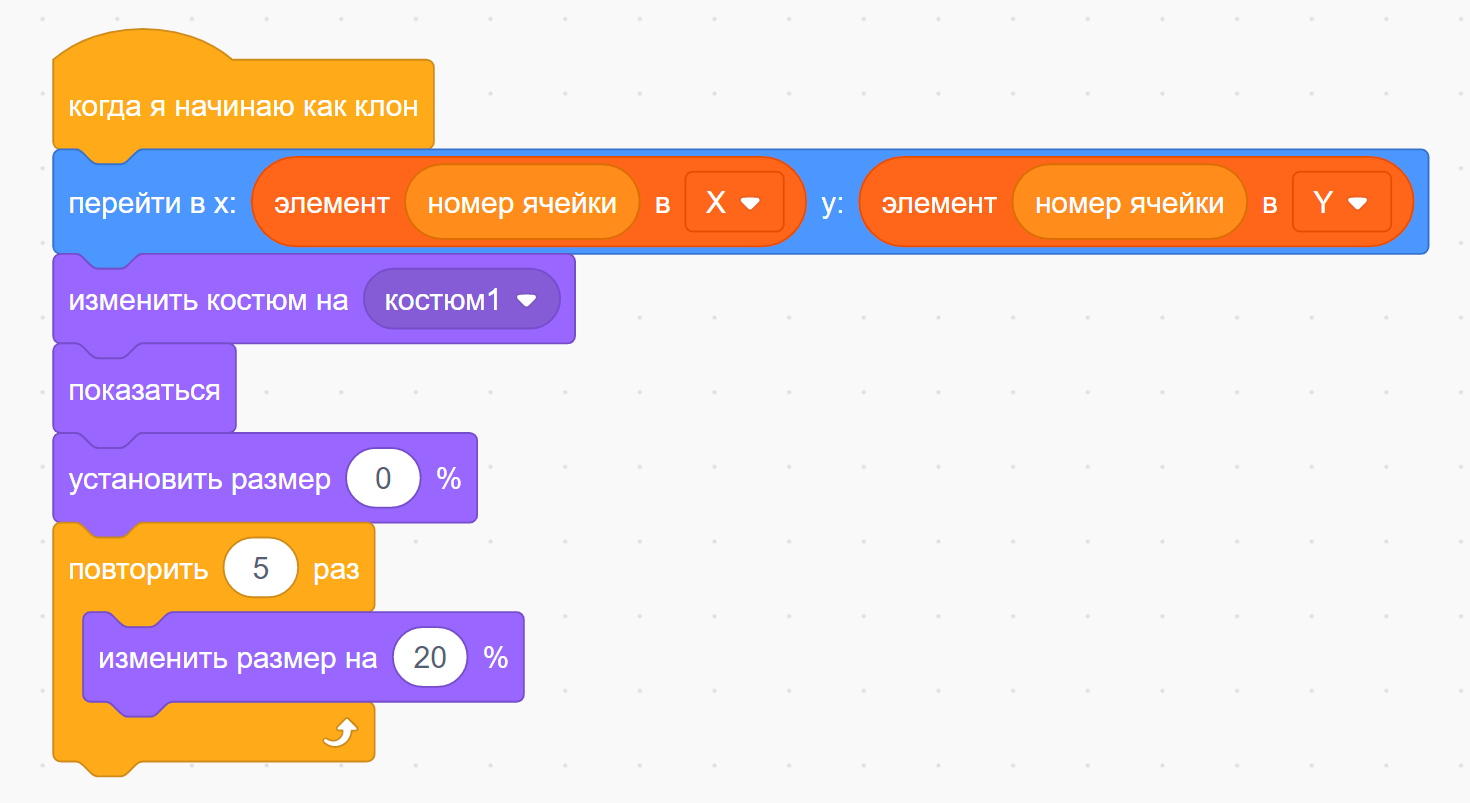 когда я начинаю как клон
перейти в x: элемент номер ячейки в X y: элемент номер ячейки в Y
изменить костюм на костюм1
показаться
установить размер 0 %
повторить 5 раз
изменить размер на 20 %